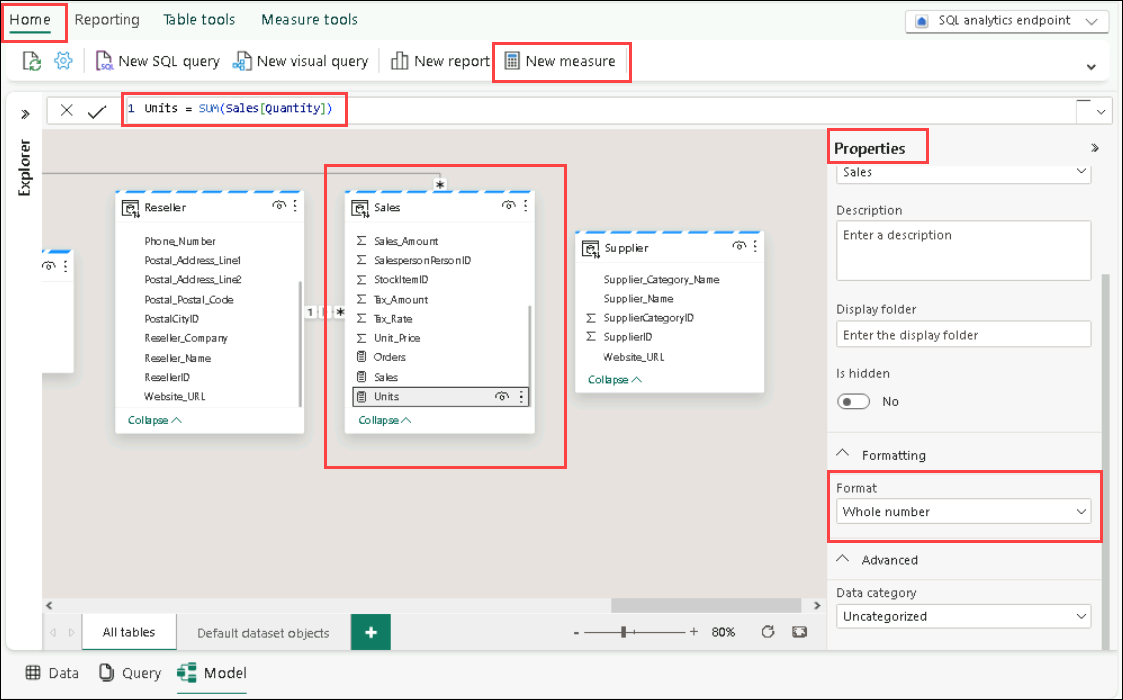 Home Reporting Table tools Measure tools SQL analytics endpoint
SQL New SQL query New visual query New report New measure
1 Units = SUM(Sales[Quantity])
Explorer
Reseller
Phone_Number
Postal_Address_Line1
Postal_Address_Line2
Postal_Postal_Code
PostalCityID
Reseller_Company
Reseller_Name
ResellerID
Website_URL
Collapse
1
*
*
Sales
Sales_Amount
SalespersonPersonID
StockItemID
Tax_Amount
Tax_Rate
Unit_Price
Orders
Sales
Units
Collapse
Supplier
Supplier_Category_Name
Supplier_Name
SupplierCategoryID
SupplierID
Website_URL
Collapse
Properties
Sales
Description
Enter a description
Display folder
Enter the display folder
Is hidden
No
Formatting
Format
Whole number
Advanced
Data category
Uncategorized
All tables Default dataset objects + - + 80%
Data Query Model